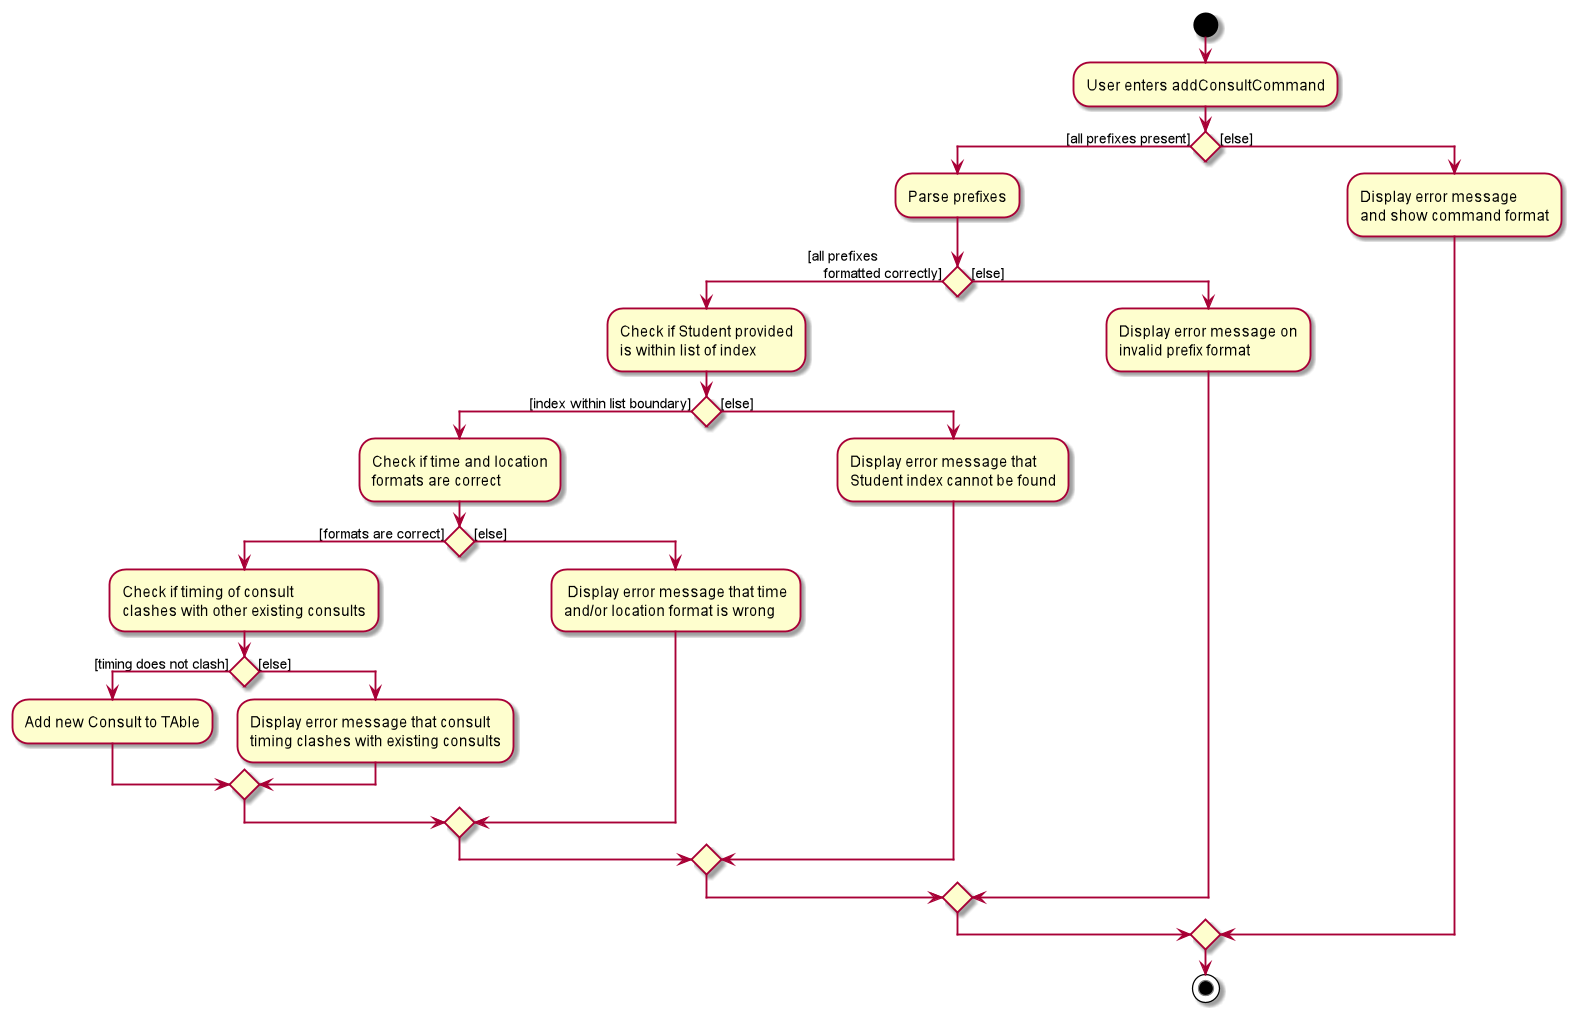 User enters addConsultCommand
[all prefixes present]
[else]
Parse prefixes
Display error message
and show command format
[all prefixes
formatted correctly]
[else]
Check if Student provided
is within list of index
Display error message on
invalid prefix format
[index within list boundary]
[else]
Check if time and location
formats are correct
Display error message that
Student index cannot be found
[formats are correct]
[else]
Check if timing of consult
clashes with other existing consults
Display error message that time
and/or location format is wrong
[timing does not clash]
[else]
Add new Consult to TAble
Display error message that consult
timing clashes with existing consults